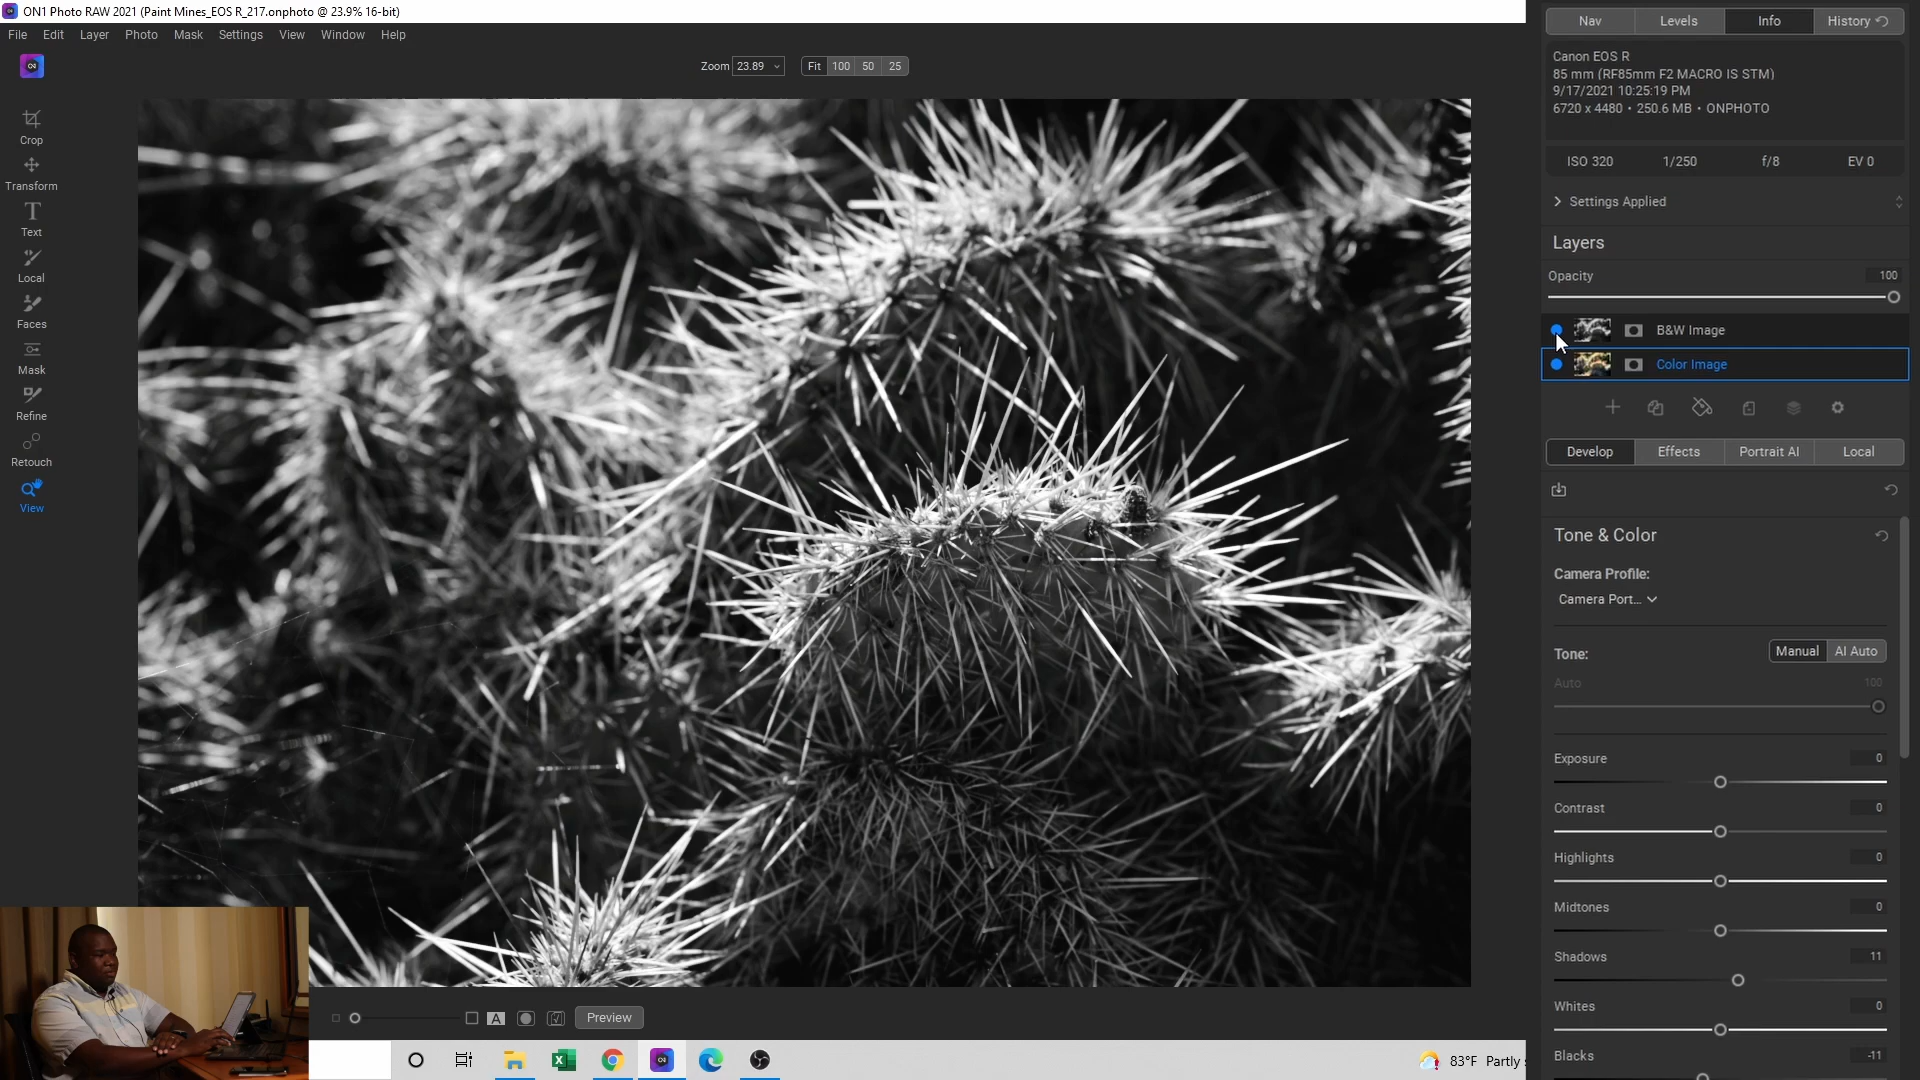 ON1 Photo RAW 2021 (Paint Mines_EOS R_217.onphoto @ 23.9% 16-bit)
File Edit Layer Photo Mask Settings View Window Help
Zoom 23.89 Fit 100 50 25
Crop
Transform
Text
Local
Faces
Mask
Refine
Retouch
View
A Preview
83°F Partly
Nav Levels Info History
Canon EOS R
85 mm (RF85mm F2 MACRO IS STM)
9/17/2021 10:25:19 PM
6720 x 4480 • 250.6 MB • ONPHOTO
ISO 320 1/250 f/8 EV 0
Settings Applied
Layers
Opacity 100
B&W Image
Color Image
Develop Effects Portrait AI Local
Tone & Color
Camera Profile:
Camera Port...
Tone: Manual AI Auto
Auto 100
Exposure 0
Contrast 0
Highlights 0
Midtones 0
Shadows 11
Whites 0
Blacks -11